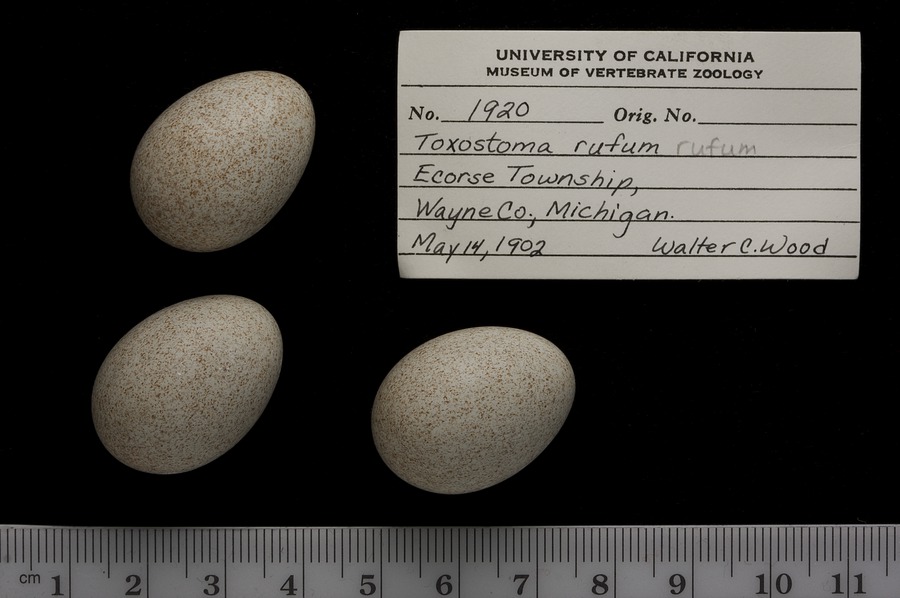 UNIVERSITY OF CALIFORNIA
MUSEUM OF VERTEBRATE ZOOLOGY
No. 1920 Orig. No.
Toxostoma rufum rufum
Ecorse Township,
Wayne Co., Michigan.
May 14, 1902 Walter C. Wood
cm 1 2 3 4 5 6 7 8 9 10 11